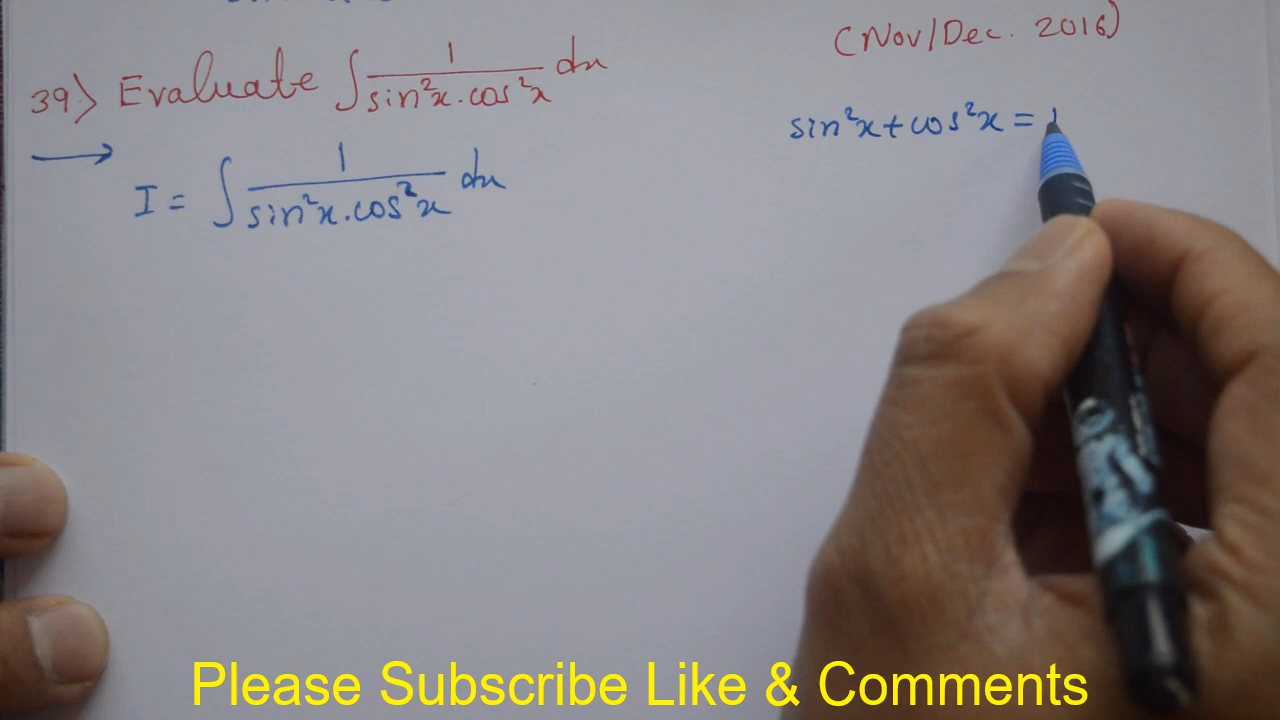 (Nov/Dec. 2016)
39) Evaluate ∫ 1/(sin²x.cos²x) dx
sin²x + cos²x = 1
→ I = ∫ 1/(sin²x.cos²x) dx
Please Subscribe Like & Comments